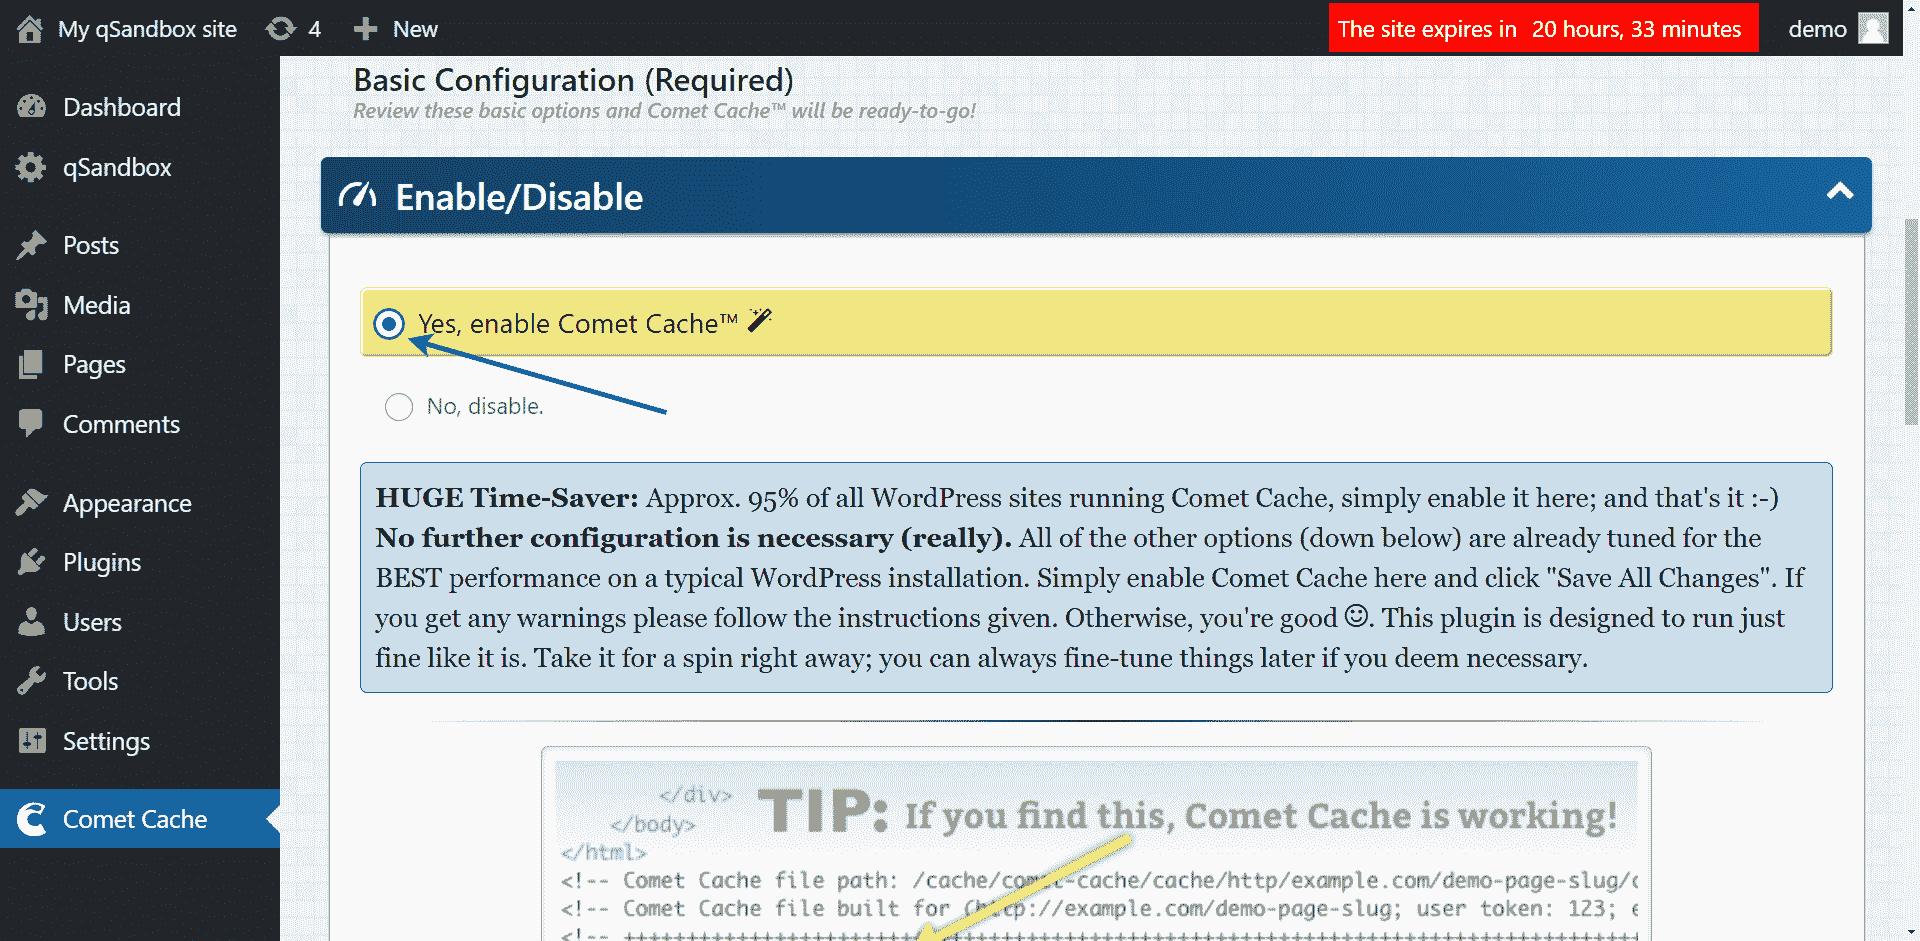 My qSandbox site 4 New The site expires in 20 hours, 33 minutes demo
Dashboard
qSandbox
Posts
Media
Pages
Comments
Appearance
Plugins
Users
Tools
Settings
Comet Cache
Basic Configuration (Required)
Review these basic options and Comet Cache™ will be ready-to-go!
Enable/Disable
Yes, enable Comet Cache™
No, disable.
HUGE Time-Saver: Approx. 95% of all WordPress sites running Comet Cache, simply enable it here; and that's it :-)
No further configuration is necessary (really). All of the other options (down below) are already tuned for the
BEST performance on a typical WordPress installation. Simply enable Comet Cache here and click "Save All Changes". If
you get any warnings please follow the instructions given. Otherwise, you're good ☺. This plugin is designed to run just
fine like it is. Take it for a spin right away; you can always fine-tune things later if you deem necessary.
</div>
TIP: If you find this, Comet Cache is working!
</body>
</html>
<!-- Comet Cache file path: /cache/comet-cache/cache/http/example.com/demo-page-slug/
<!-- Comet Cache file built for (http://example.com/demo-page-slug; user token: 123;
<!--